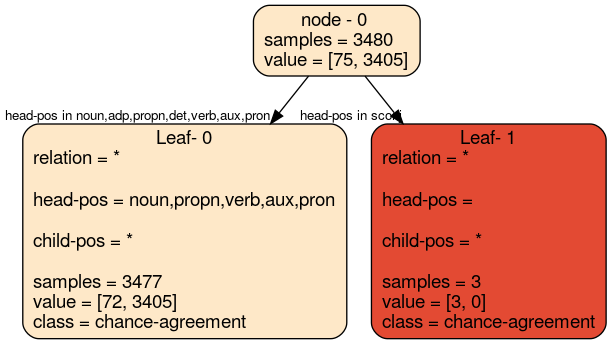 node - 0
samples = 3480
value = [75, 3405]
head-pos in noun,adp,propn,det,verb,aux,pron
head-pos in sconj
Leaf- 0
relation = *
head-pos = noun,propn,verb,aux,pron
child-pos = *
samples = 3477
value = [72, 3405]
class = chance-agreement
Leaf- 1
relation = *
head-pos =
child-pos = *
samples = 3
value = [3, 0]
class = chance-agreement